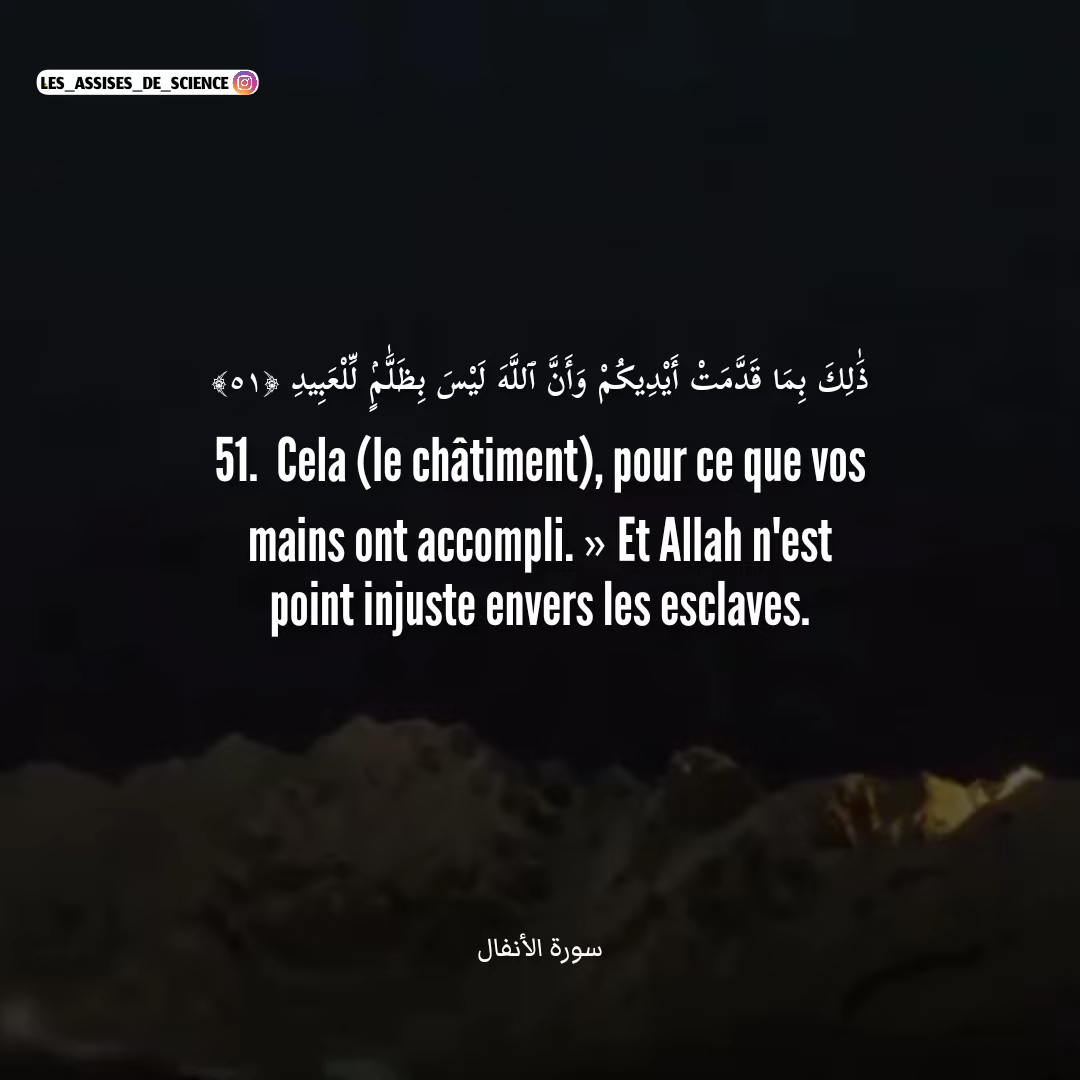 LES_ASSISES_DE_SCIENCE
ذَٰلِكَ بِمَا قَدَّمَتْ أَيْدِيكُمْ وَأَنَّ ٱللَّهَ لَيْسَ بِظَلَّٰمٍۢ لِّلْعَبِيدِ ﴿٥١﴾
51. Cela (le châtiment), pour ce que vos
mains ont accompli. » Et Allah n'est
point injuste envers les esclaves.
سورة الأنفال